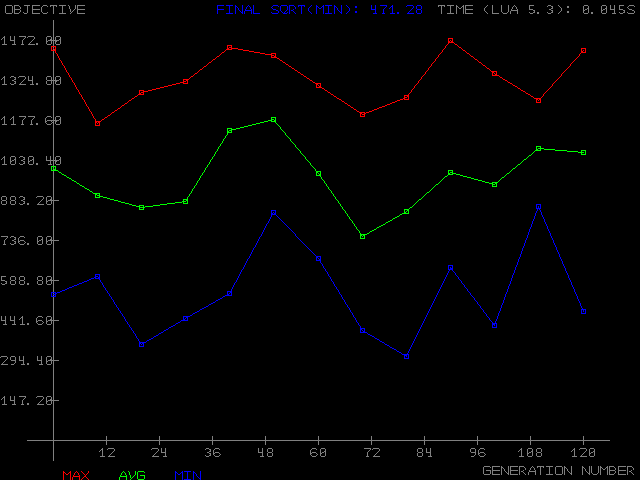 OBJECTIVE FINAL SORT(MIN): 471.28 TIME (LUA 5.3): 0.045S
1472.00
1324.80
1177.60
1030.40
883.20
736.00
588.80
441.60
294.40
147.20
12 24 36 48 60 72 84 96 108 120
GENERATION NUMBER
MAX AVG MIN